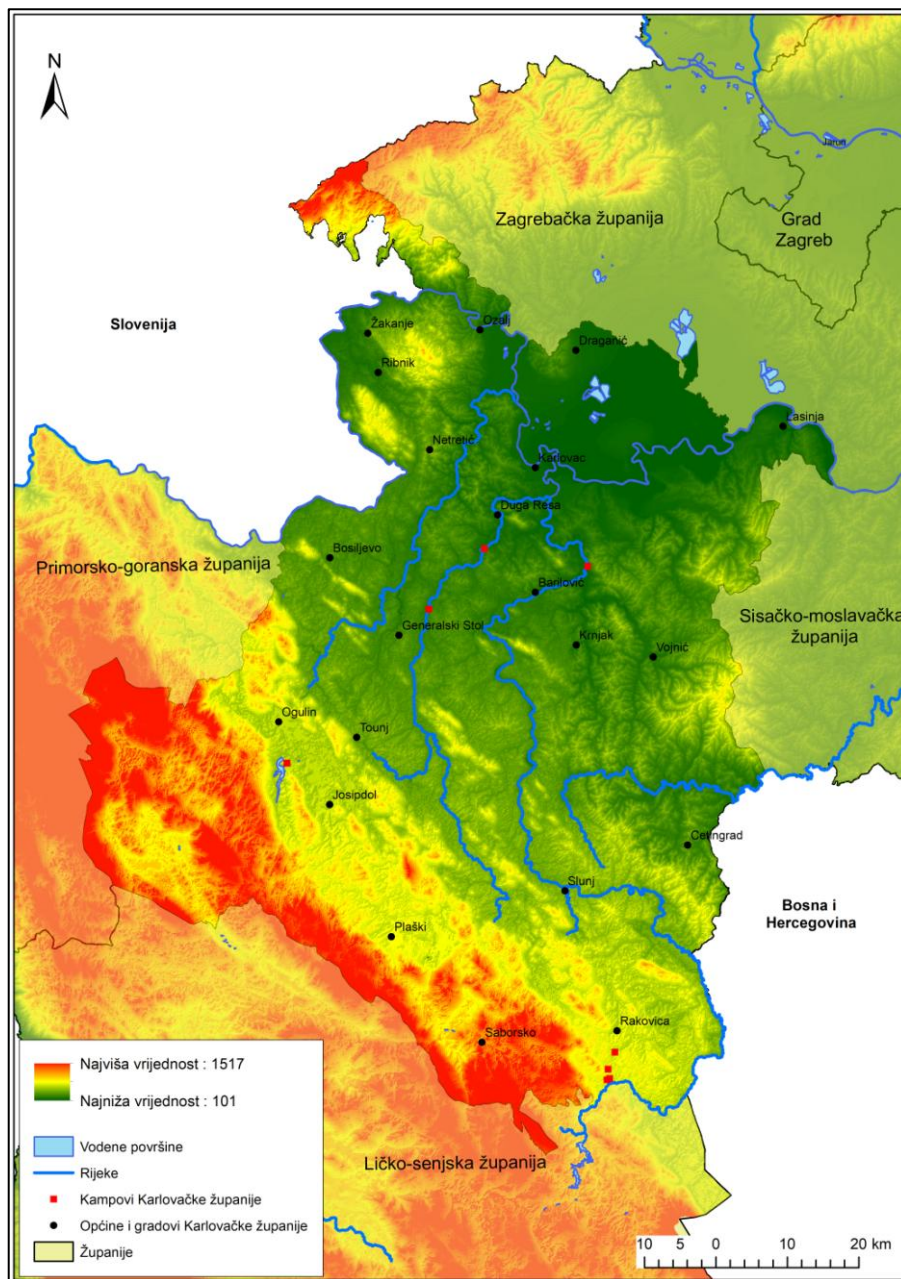 N
Jarun
Zagrebačka županija
Grad
Zagreb
Slovenija
Žakanje
Ozalj
Draganić
Ribnik
Lasinja
Netretić
Karlovac
Duga Resa
Bosiljevo
Primorsko-goranska županija
Barilović
Sisačko-moslavačka
županija
Generalski Stol
Krnjak
Vojnić
Ogulin
Tounj
Josipdol
Cetingrad
Slunj
Bosna i
Hercegovina
Plaški
Rakovica
Saborsko
Ličko-senjska županija
Najviša vrijednost : 1517
Najniža vrijednost : 101
Vodene površine
Rijeke
Kampovi Karlovačke županije
Općine i gradovi Karlovačke županije
Županije
10 5 0 10 20 km